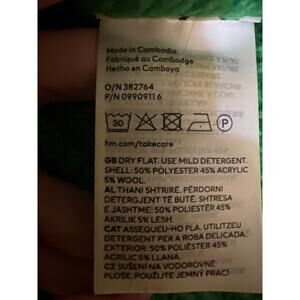 Made in Cambodia
Fabriqué au Cambodge
Hecho en Camboya
O/N 382764
P/N 099091 6
30
P
hm.com/takecare
GB DRY FLAT. USE MILD DETERGENT.
SHELL: 50% POLYESTER 45% ACRYLIC
5% WOOL.
AL THANI SHTRIRË. PËRDORNI
DETERGJENT TË BUTË. SHTRESA
E JASHTME: 50% POLIESTËR 45%
AKRILIK 5% LESH.
CAT ASSEQUEU-HO PLA. UTILITZEU
DETERGENT PER A ROBA DELICADA.
EXTERIOR: 50% POLIÈSTER 45%
ACRÍLIC 5% LLANA.
CZ SUŠENÍ NA VODOROVNÉ
PLOŠE. POUŽIJTE JEMNÝ PRACÍ